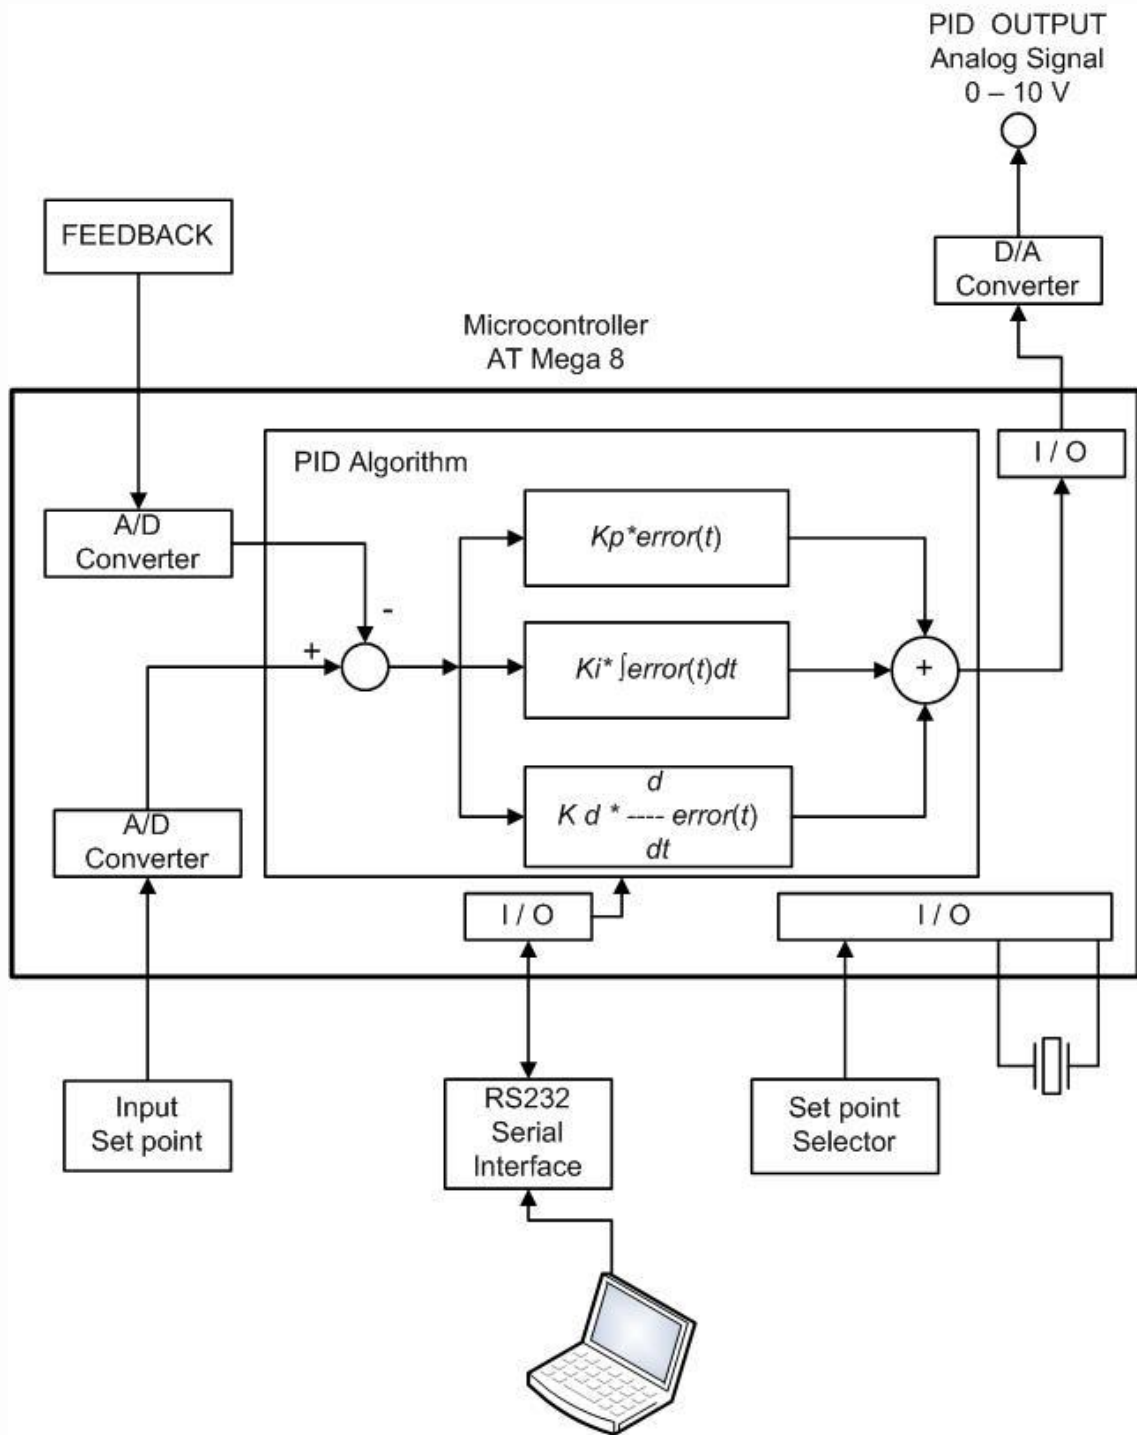 PID OUTPUT
Analog Signal
0 – 10 V
FEEDBACK
D/A
Converter
Microcontroller
AT Mega 8
I / O
PID Algorithm
A/D
Converter
Kp*error(t)
-
+
Ki* ∫error(t)dt
+
d
K d * ---- error(t)
dt
A/D
Converter
I / O
I / O
Input
Set point
RS232
Serial
Interface
Set point
Selector